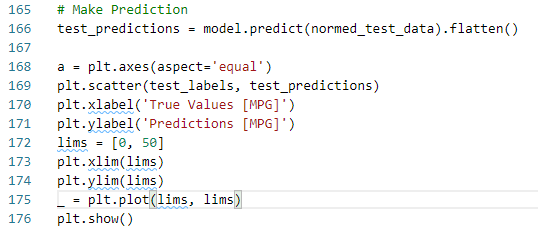 165 # Make Prediction
166 test_predictions = model.predict(normed_test_data).flatten()
167
168 a = plt.axes(aspect='equal')
169 plt.scatter(test_labels, test_predictions)
170 plt.xlabel('True Values [MPG]')
171 plt.ylabel('Predictions [MPG]')
172 lims = [0, 50]
173 plt.xlim(lims)
174 plt.ylim(lims)
175 _ = plt.plot(lims, lims)
176 plt.show()